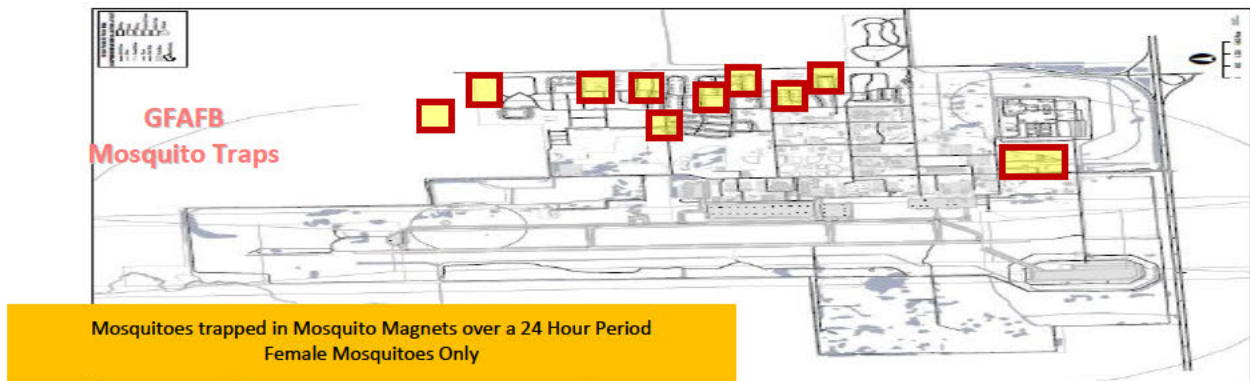 GFAFB
Mosquito Traps
Mosquitoes trapped in Mosquito Magnets over a 24 Hour Period
Female Mosquitoes Only